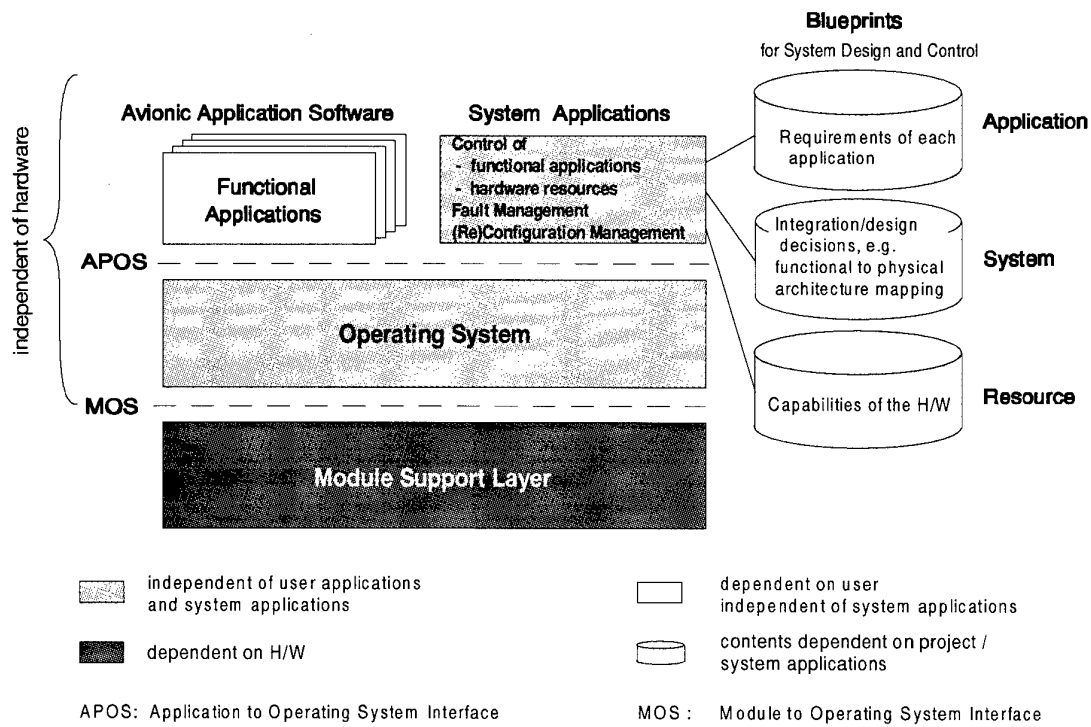 Blueprints
for System Design and Control
independent of hardware
Avionic Application Software
System Applications
Functional
Applications
Control of
- functional applications
- hardware resources
Fault Management
(Re)Configuration Management
Requirements of each
application
Application
Integration/design
decisions, e.g.
functional to physical
architecture mapping
System
APOS
Operating System
Capabilities of the H/W
Resource
MOS
Module Support Layer
independent of user applications
and system applications
dependent on user
independent of system applications
dependent on H/W
contents dependent on project /
system applications
APOS: Application to Operating System Interface
MOS : Module to Operating System Interface